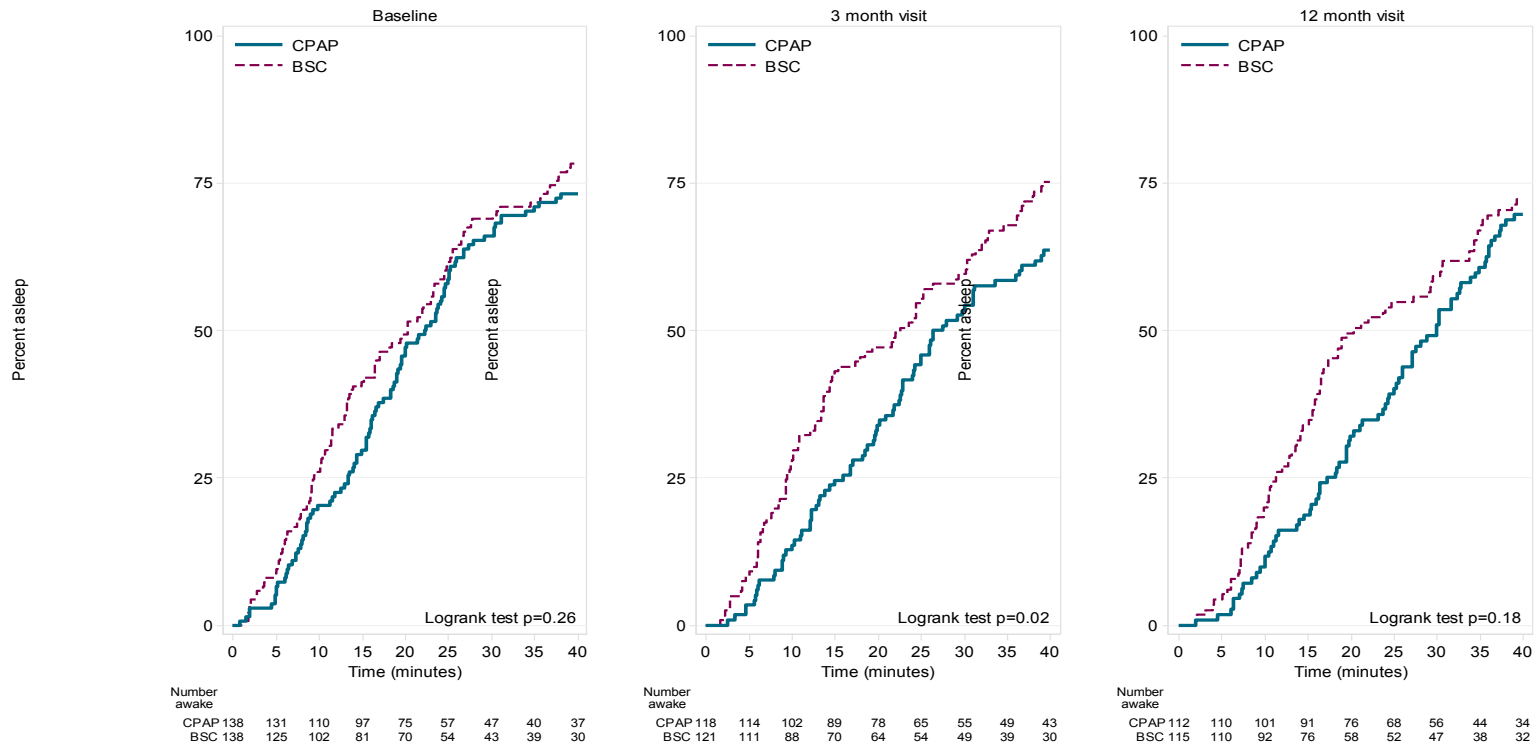 Baseline
100
75
50
25
0
Percent asleep
CPAP
BSC
Logrank test p=0.26
0 5 10 15 20 25 30 35 40
Time (minutes)
Number
awake
CPAP 138 131 110 97 75 57 47 40 37
BSC 138 125 102 81 70 54 43 39 30
3 month visit
100
75
50
25
0
Percent asleep
CPAP
BSC
Logrank test p=0.02
0 5 10 15 20 25 30 35 40
Time (minutes)
Number
awake
CPAP 118 114 102 89 78 65 55 49 43
BSC 121 111 88 70 64 54 49 39 30
12 month visit
100
75
50
25
0
Percent asleep
CPAP
BSC
Logrank test p=0.18
0 5 10 15 20 25 30 35 40
Time (minutes)
Number
awake
CPAP 112 110 101 91 76 68 56 44 34
BSC 115 110 92 76 58 52 47 38 32